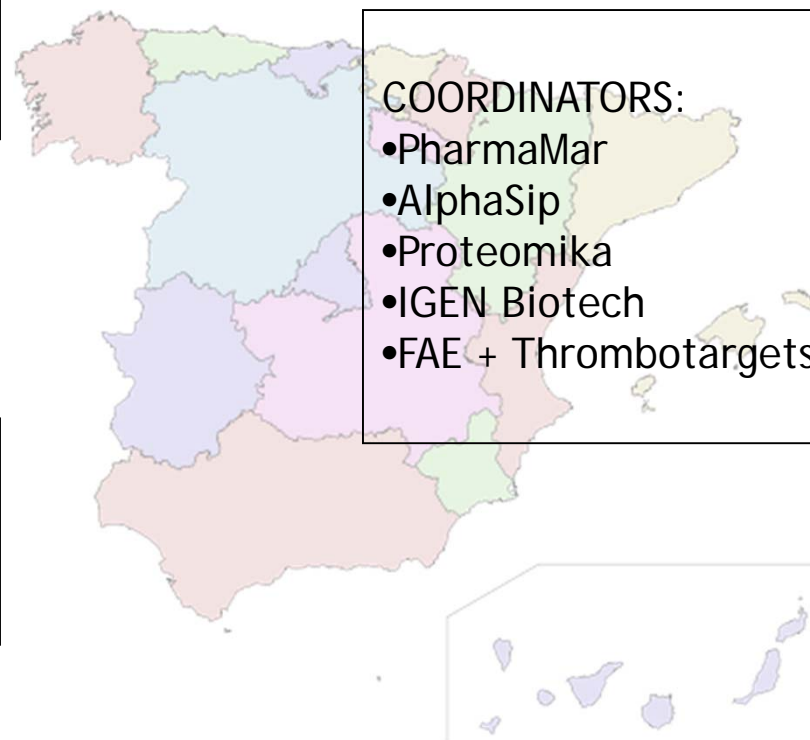 COORDINATORS:
•PharmaMar
•AlphaSip
•Proteomika
•IGEN Biotech
•FAE + Thrombotargets